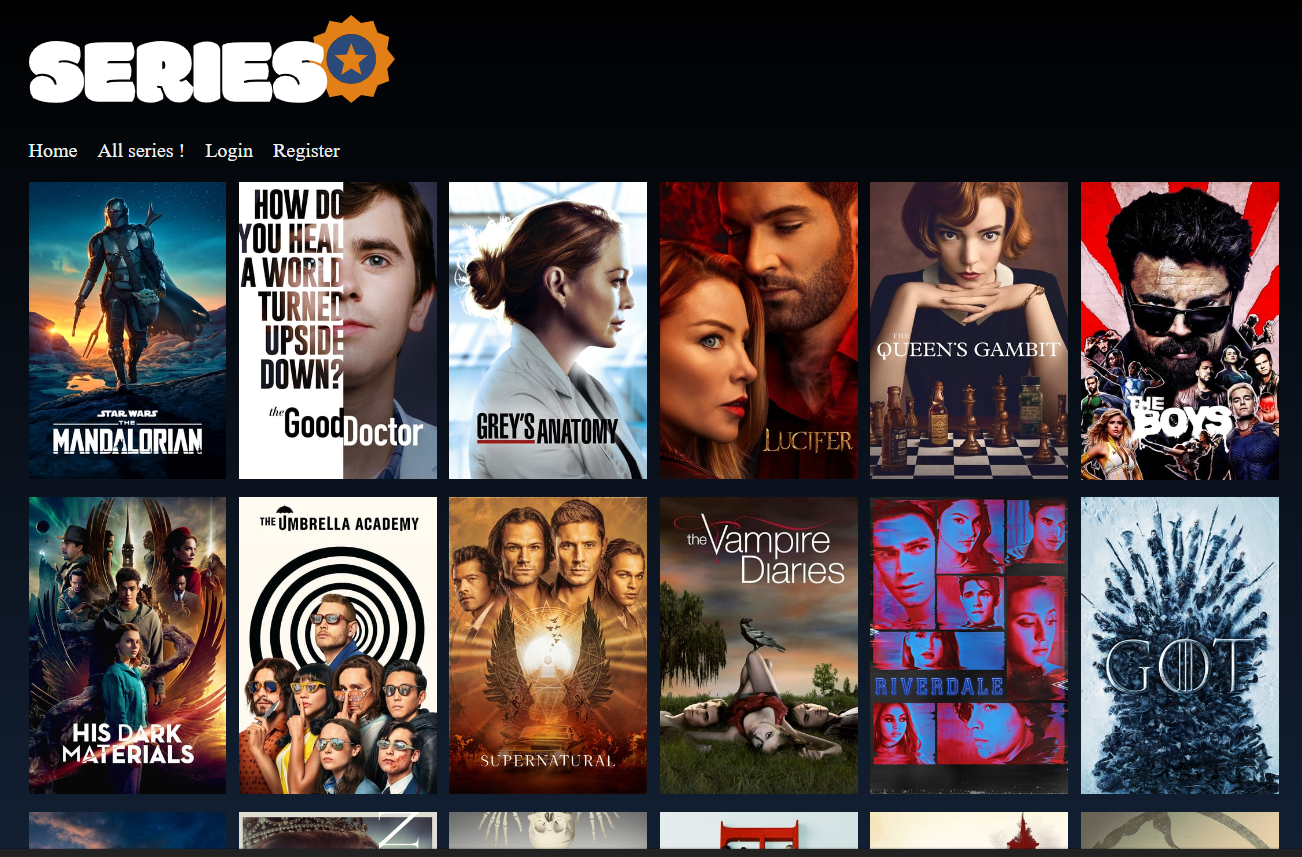 SERIES
Home All series ! Login Register
STAR WARS
THE
MANDALORIAN
HOW DO
YOU HEAL
A WORLD
TURNED
UPSIDE
DOWN?
the Good Doctor
GREY'S ANATOMY
LUCIFER
THE
QUEEN'S GAMBIT
THE
BOYS
HIS DARK
MATERIALS
THE UMBRELLA ACADEMY
SUPERNATURAL
the Vampire
Diaries
RIVERDALE
GOT